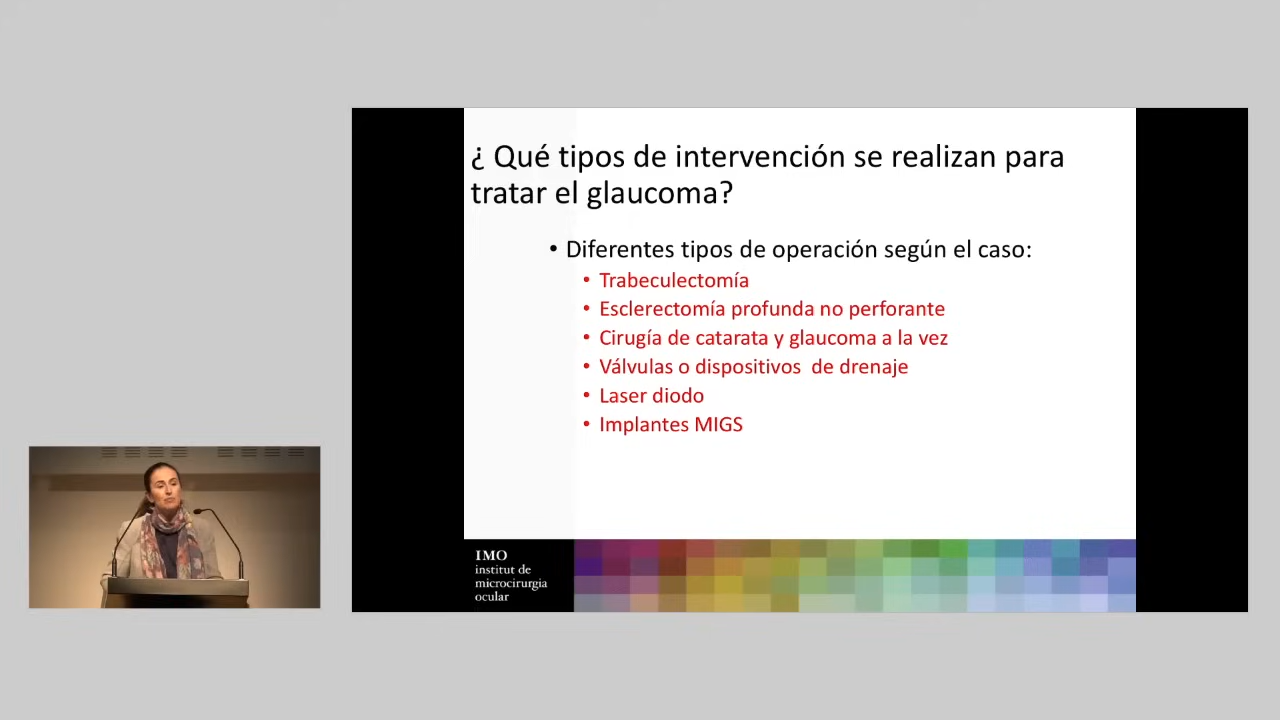 ¿ Qué tipos de intervención se realizan para
tratar el glaucoma?
• Diferentes tipos de operación según el caso:
• Trabeculectomía
• Esclerectomía profunda no perforante
• Cirugía de catarata y glaucoma a la vez
• Válvulas o dispositivos de drenaje
• Laser diodo
• Implantes MIGS
IMO
institut de
microcirurgia
ocular